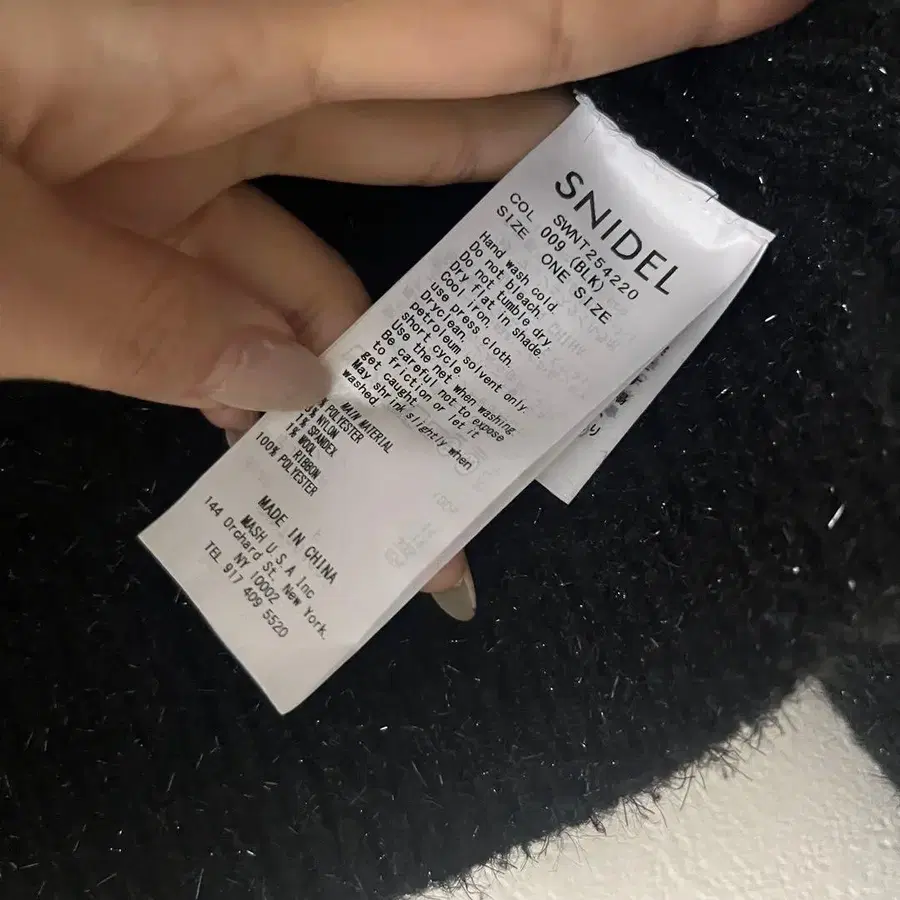 SNIDEL
SWNT254220
COL 009 (BLK)
SIZE ONE SIZE
Hand wash cold.
Do not bleach.
Do not tumble dry.
Dry flat in shade.
Cool iron.
use press cloth.
Dryclean.
petroleum solvent only.
short cycle.
Use the net when washing.
Be careful not to expose
to friction or let it
get caught.
May shrink slightly when
washed.
MAIN MATERIAL
POLYESTER
NYLON
1% SPANDEX
1% WOOL
RIBBON
100% POLYESTER
MADE IN CHINA
MASH U.S.A Inc
144 Orchard St. New York.
NY 10002
TEL 917 409 5520
り